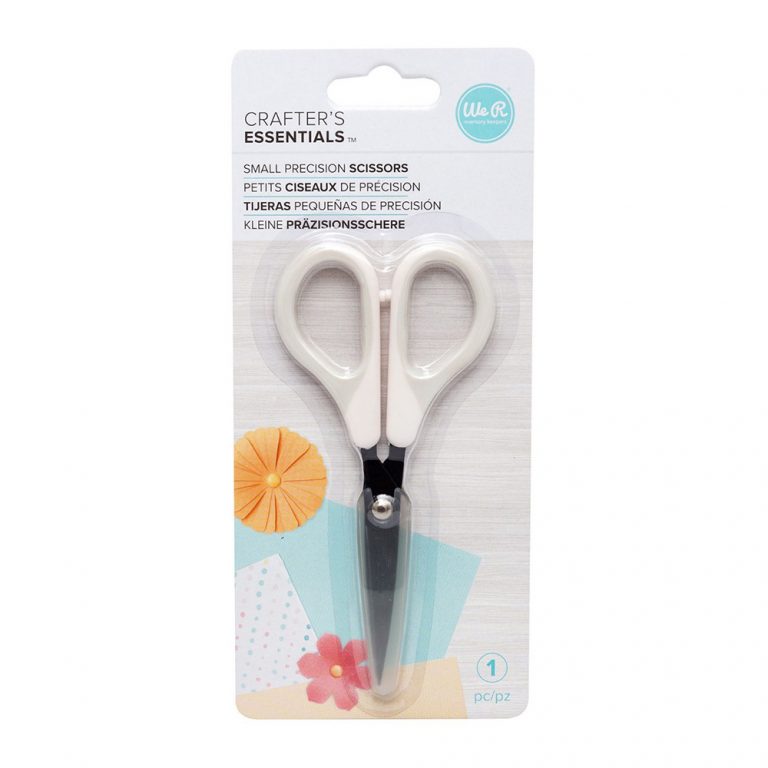 CRAFTER'S
ESSENTIALS™
We R
memory keepers
SMALL PRECISION SCISSORS
PETITS CISEAUX DE PRÉCISION
TIJERAS PEQUEÑAS DE PRECISIÓN
KLEINE PRÄZISIONSSCHERE
1
pc/pz